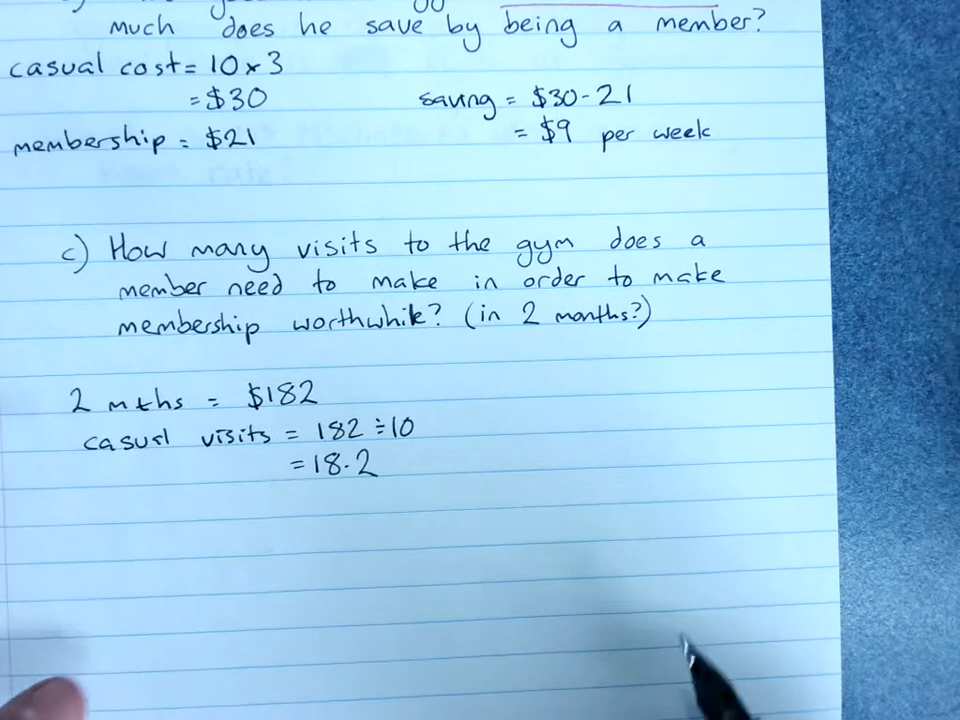 much does he save by being a member?
casual cost = 10 x 3
= $30
membership = $21
saving = $30 - 21
= $9 per week
c) How many visits to the gym does a
member need to make in order to make
membership worthwhile? (in 2 months?)
2 mths = $182
casual visits = 182 ÷ 10
= 18.2